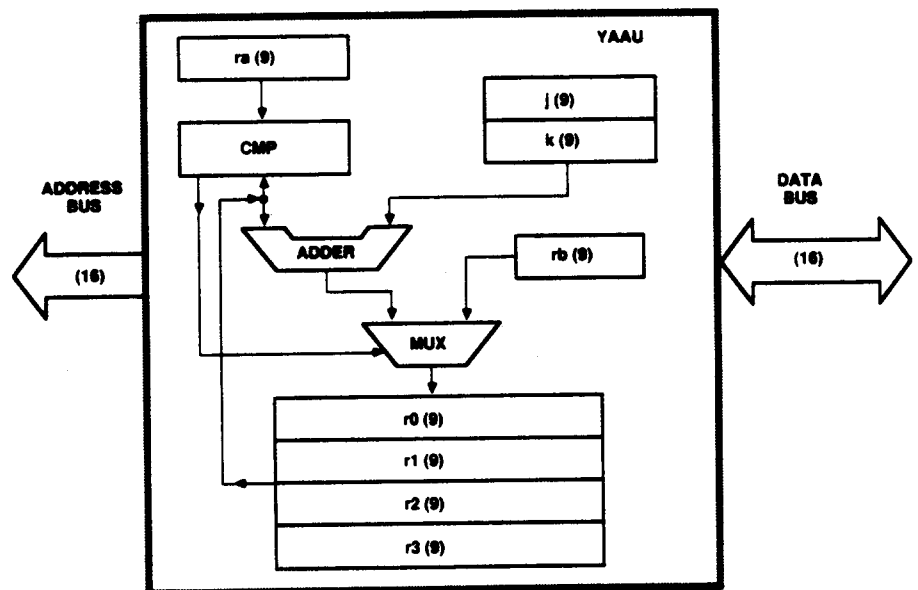 YAAU
ra (9)
j (9)
k (9)
CMP
ADDRESS
BUS
(16)
DATA
BUS
(16)
ADDER
rb (9)
MUX
r0 (9)
r1 (9)
r2 (9)
r3 (9)